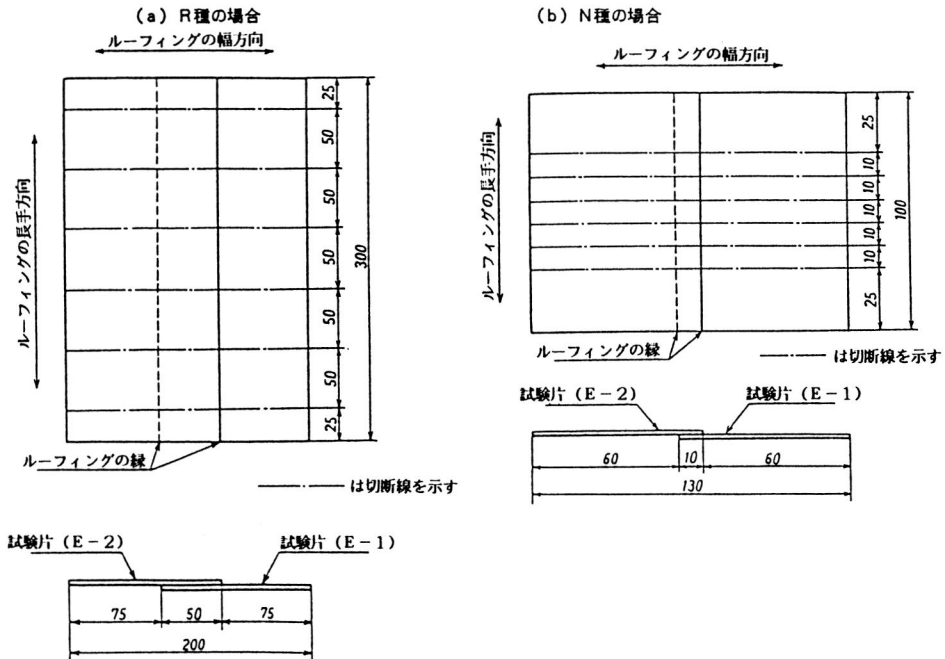 (a) R種の場合
ルーフィングの幅方向
ルーフィングの長手方向
25
50
50
50
50
50
25
300
ルーフィングの縁
は切断線を示す
試験片 (E-2)
試験片 (E-1)
75
50
75
200
(b) N種の場合
ルーフィングの幅方向
ルーフィングの長手方向
25
10
10
10
10
10
25
100
ルーフィングの縁
は切断線を示す
試験片 (E-2)
試験片 (E-1)
60
10
60
130